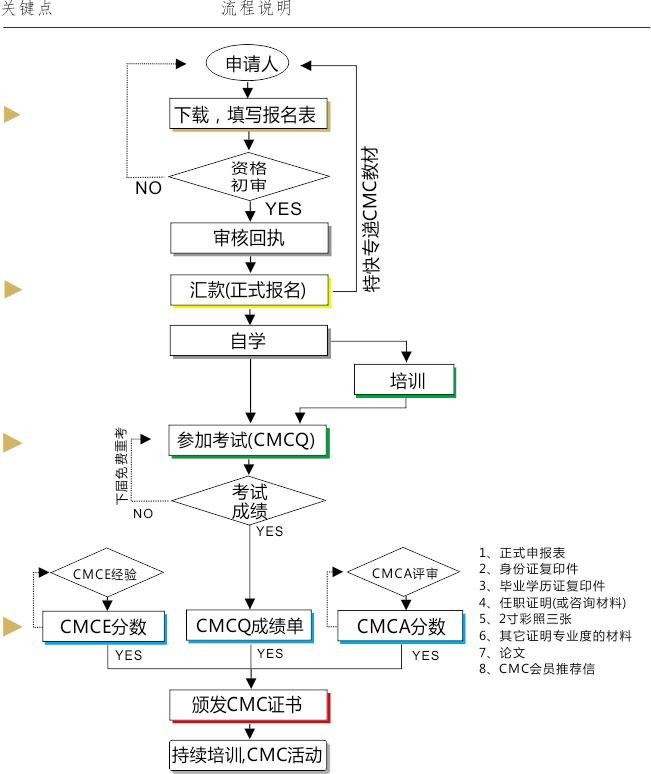 关键点
流程说明
申请人
下载，填写报名表
资格
初审
NO
YES
审核回执
汇款(正式报名)
特快专递CMC教材
自学
培训
参加考试(CMCQ)
下届免费重考
考试
成绩
NO
YES
CMCE经验
CMCA评审
CMCE分数
CMCQ成绩单
CMCA分数
YES
YES
YES
1、正式申报表
2、身份证复印件
3、毕业学历证复印件
4、任职证明(或咨询材料)
5、2寸彩照三张
6、其它证明专业度的材料
7、论文
8、CMC会员推荐信
颁发CMC证书
持续培训,CMC活动